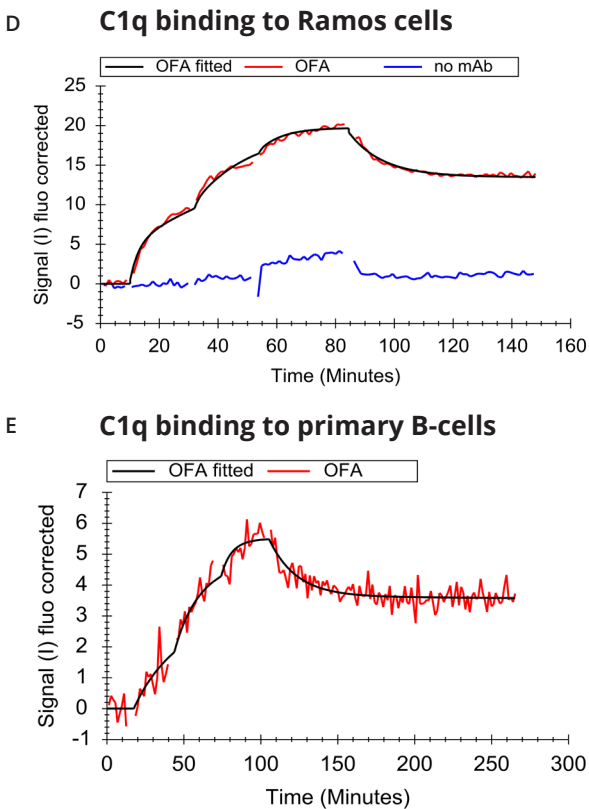 D
C1q binding to Ramos cells
OFA fitted OFA no mAb
25
20
15
10
5
0
-5
Signal (I) fluo corrected
0 20 40 60 80 100 120 140 160
Time (Minutes)
E
C1q binding to primary B-cells
OFA fitted OFA
7
6
5
4
3
2
1
0
-1
Signal (I) fluo corrected
0 50 100 150 200 250 300
Time (Minutes)